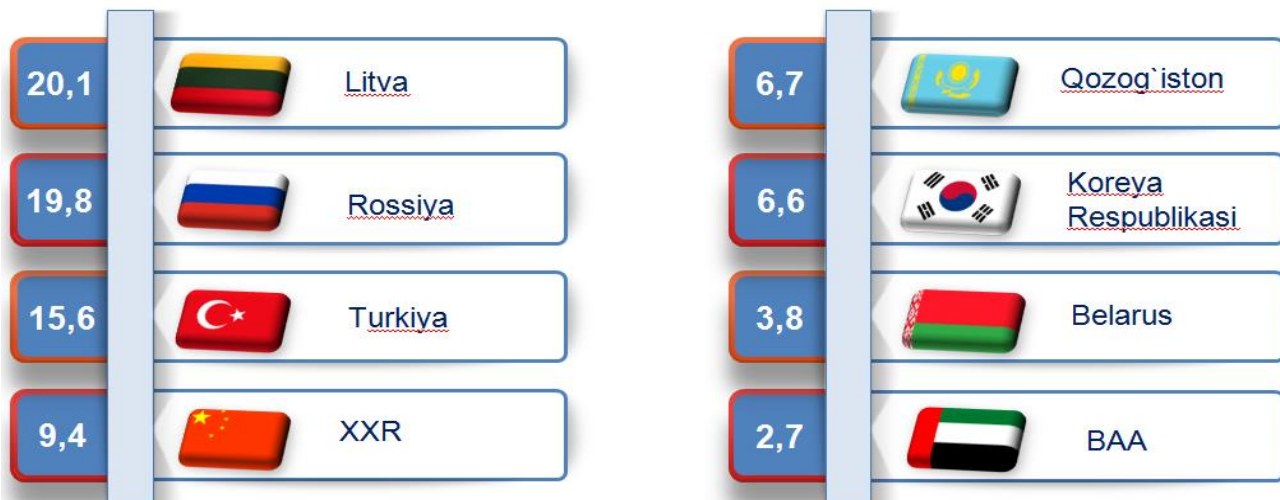 20,1 Litva
19,8 Rossiya
15,6 Turkiya
9,4 XXR
6,7 Qozog`iston
6,6 Koreya
Respublikasi
3,8 Belarus
2,7 BAA